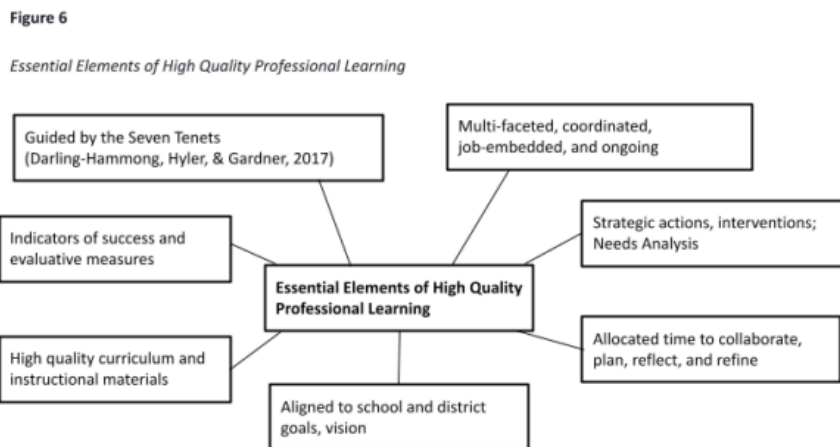 Figure 6
Essential Elements of High Quality Professional Learning
Guided by the Seven Tenets
(Darling-Hammong, Hyler, & Gardner, 2017)
Multi-faceted, coordinated,
job-embedded, and ongoing
Indicators of success and
evaluative measures
Strategic actions, interventions;
Needs Analysis
Essential Elements of High Quality
Professional Learning
High quality curriculum and
instructional materials
Allocated time to collaborate,
plan, reflect, and refine
Aligned to school and district
goals, vision